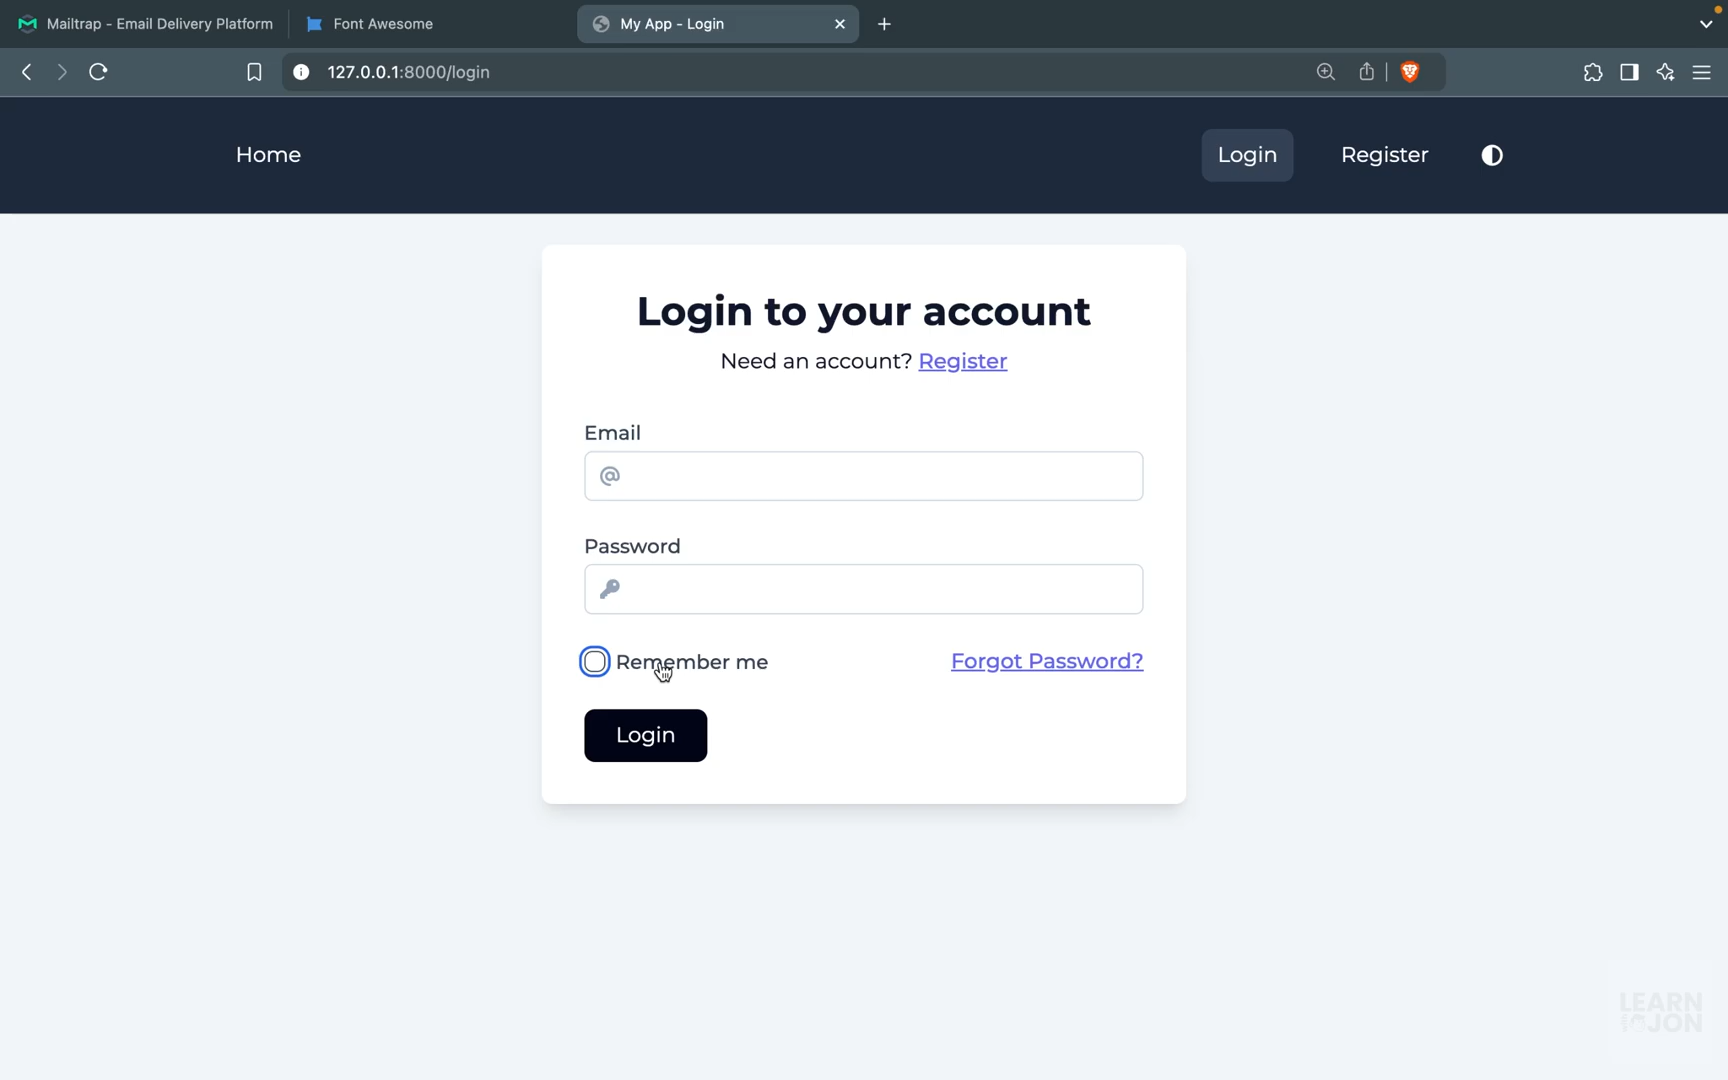 Mailtrap - Email Delivery Platform
Font Awesome
My App - Login
127.0.0.1:8000/login
Home
Login
Register
Login to your account
Need an account? Register
Email
@
Password
Remember me
Forgot Password?
Login
LEARN
JON